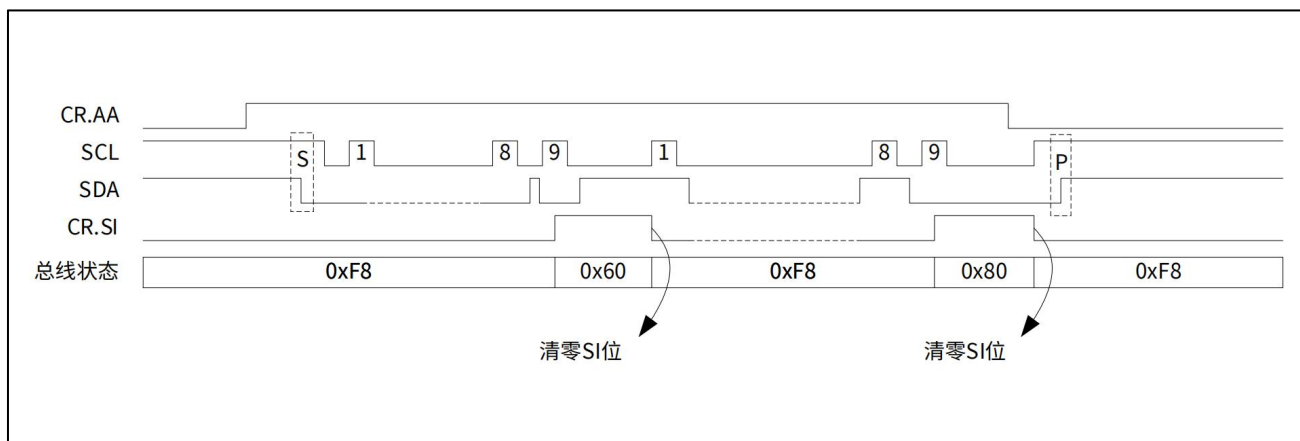 CR.AA
SCL S 1 8 9 1 8 9 P
SDA
CR.SI
总线状态 0xF8 0x60 0xF8 0x80 0xF8
清零SI位 清零SI位